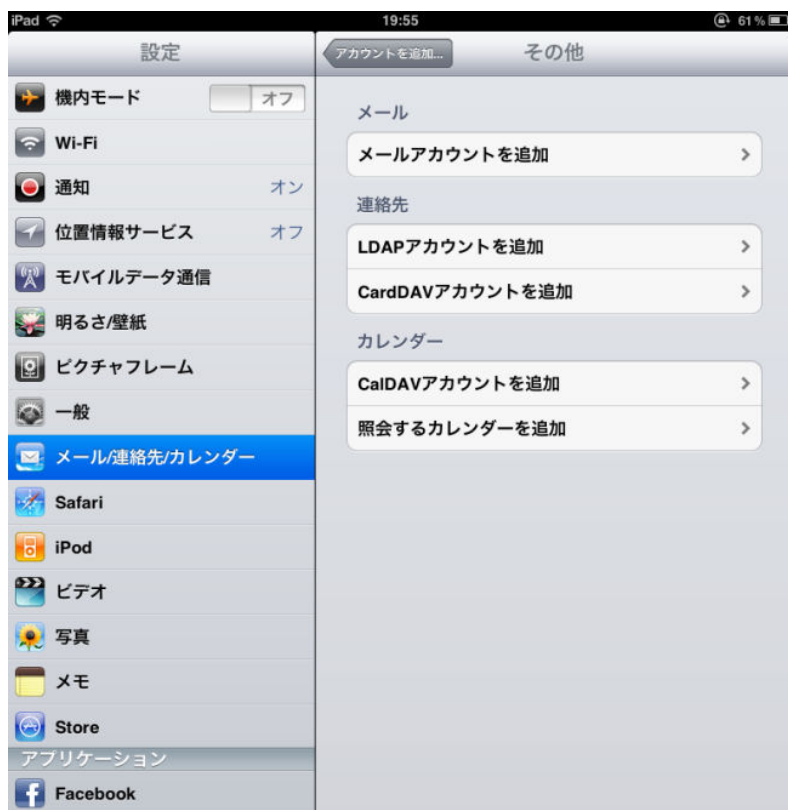 iPad 19:55 61%
設定
機内モード オフ
Wi-Fi
通知 オン
位置情報サービス オフ
モバイルデータ通信
明るさ/壁紙
ピクチャフレーム
一般
メール/連絡先/カレンダー
Safari
iPod
ビデオ
写真
メモ
Store
アプリケーション
Facebook
アカウントを追加... その他
メール
メールアカウントを追加
連絡先
LDAPアカウントを追加
CardDAVアカウントを追加
カレンダー
CalDAVアカウントを追加
照会するカレンダーを追加